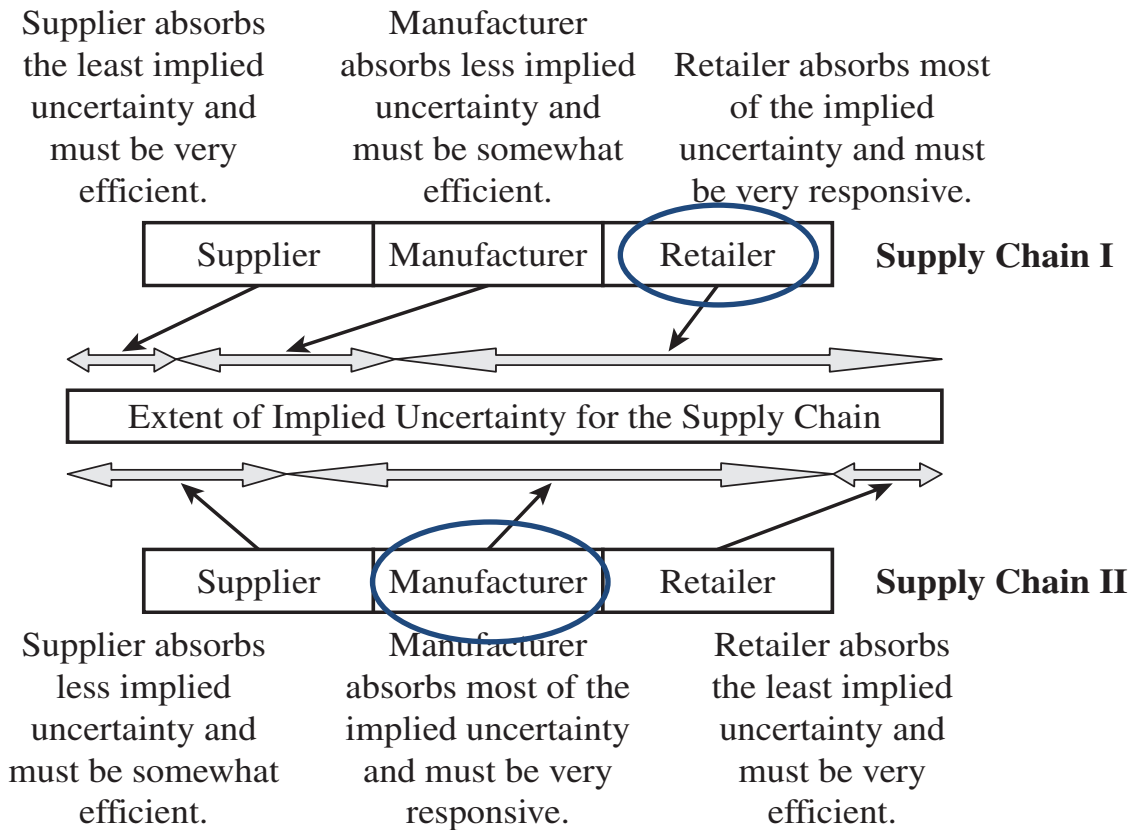 Supplier absorbs
the least implied
uncertainty and
must be very
efficient.
Manufacturer
absorbs less implied
uncertainty and
must be somewhat
efficient.
Retailer absorbs most
of the implied
uncertainty and must
be very responsive.
Supplier
Manufacturer
Retailer
Supply Chain I
Extent of Implied Uncertainty for the Supply Chain
Supplier
Manufacturer
Retailer
Supply Chain II
Supplier absorbs
less implied
uncertainty and
must be somewhat
efficient.
Manufacturer
absorbs most of the
implied uncertainty
and must be very
responsive.
Retailer absorbs
the least implied
uncertainty and
must be very
efficient.